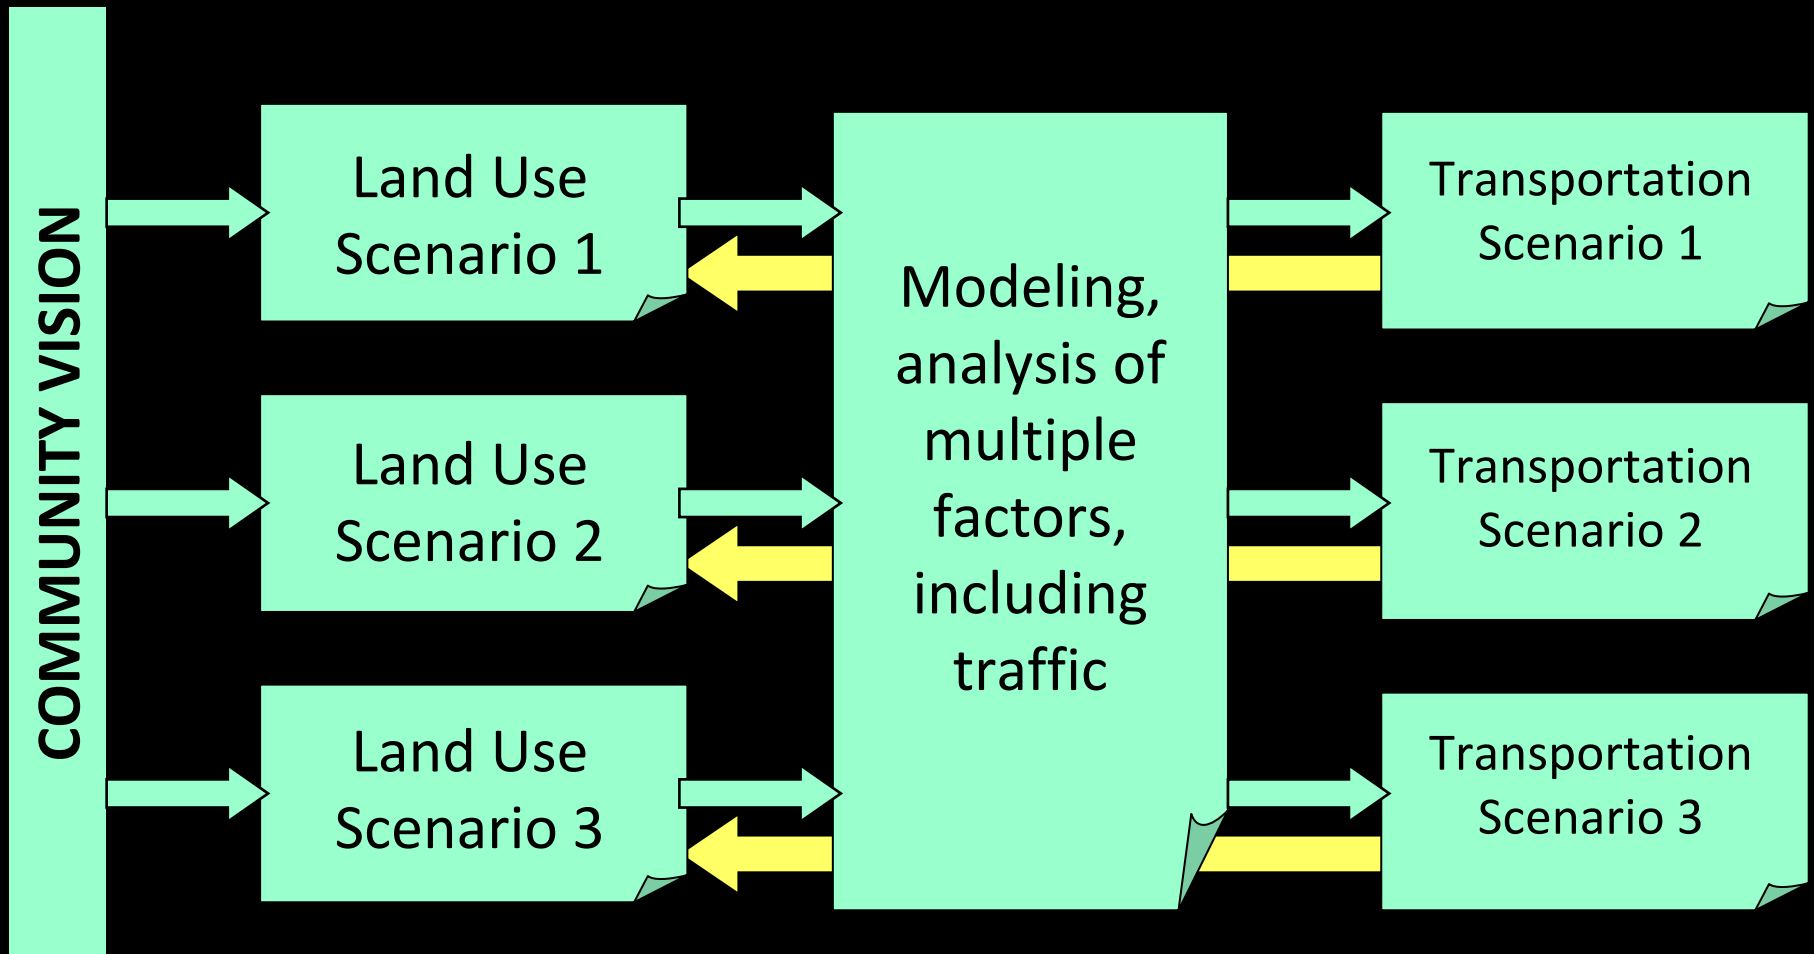 COMMUNITY VISION
Land Use
Scenario 1
Land Use
Scenario 2
Land Use
Scenario 3
Modeling,
analysis of
multiple
factors,
including
traffic
Transportation
Scenario 1
Transportation
Scenario 2
Transportation
Scenario 3